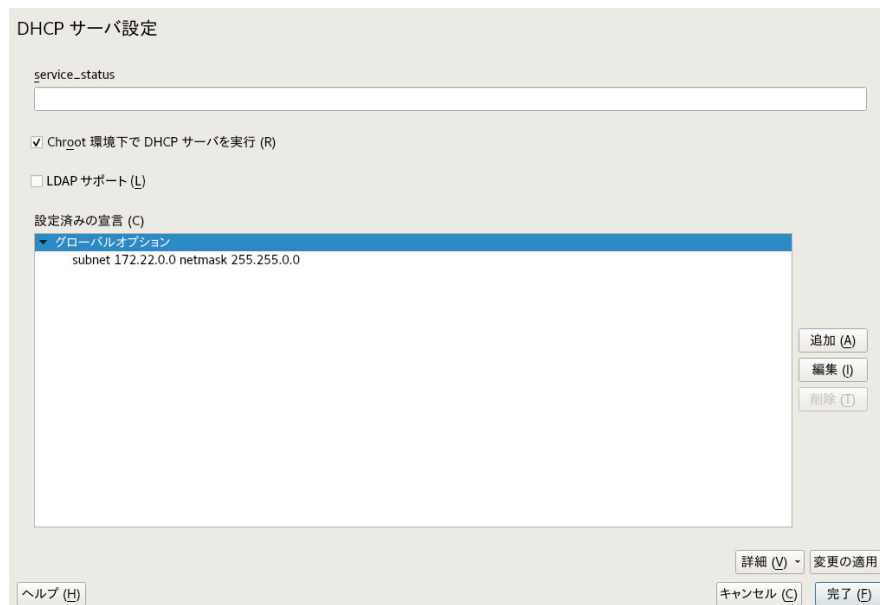 DHCP サーバ設定
service_status
Chroot 環境下で DHCP サーバを実行 (R)
LDAP サポート (L)
設定済みの宣言 (C)
グローバルオプション
subnet 172.22.0.0 netmask 255.255.0.0
追加 (A)
編集 (I)
削除 (T)
詳細 (V)
変更の適用
ヘルプ (H)
キャンセル (C)
完了 (F)